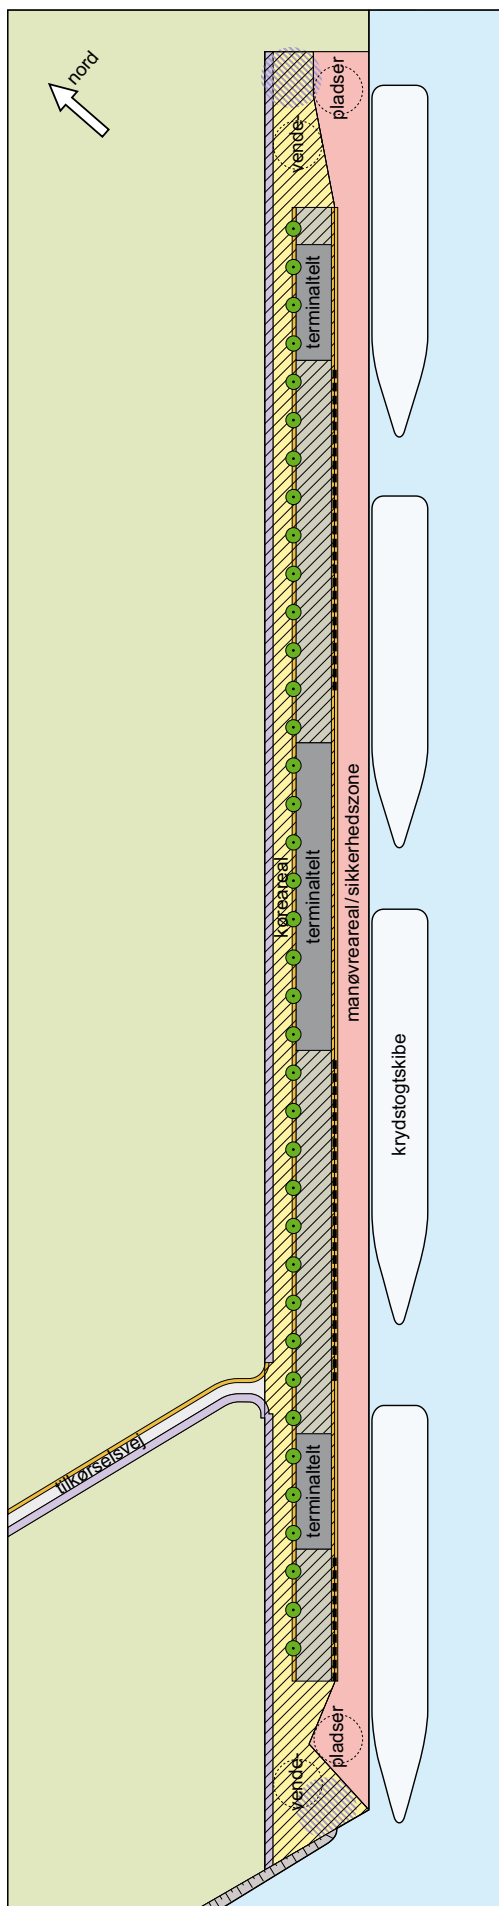 nord
vende-
pladser
terminaltelt
køreareal
terminaltelt
manøvreareal/sikkerhedszone
krydstogtskibe
tilkørselsvej
terminaltelt
vende-
pladser